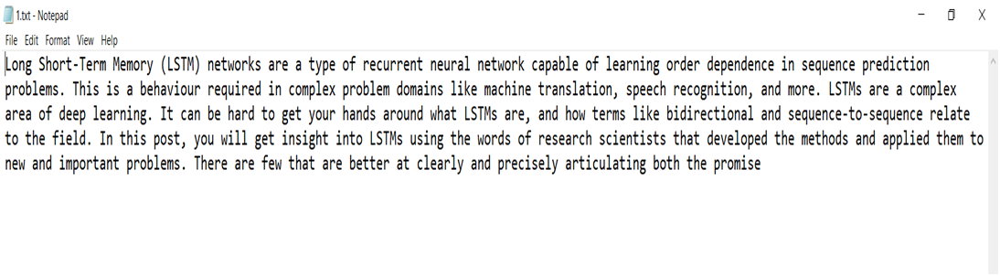 1.txt - Notepad
File Edit Format View Help
Long Short-Term Memory (LSTM) networks are a type of recurrent neural network capable of learning order dependence in sequence prediction
problems. This is a behaviour required in complex problem domains like machine translation, speech recognition, and more. LSTMs are a complex
area of deep learning. It can be hard to get your hands around what LSTMs are, and how terms like bidirectional and sequence-to-sequence relate
to the field. In this post, you will get insight into LSTMs using the words of research scientists that developed the methods and applied them to
new and important problems. There are few that are better at clearly and precisely articulating both the promise